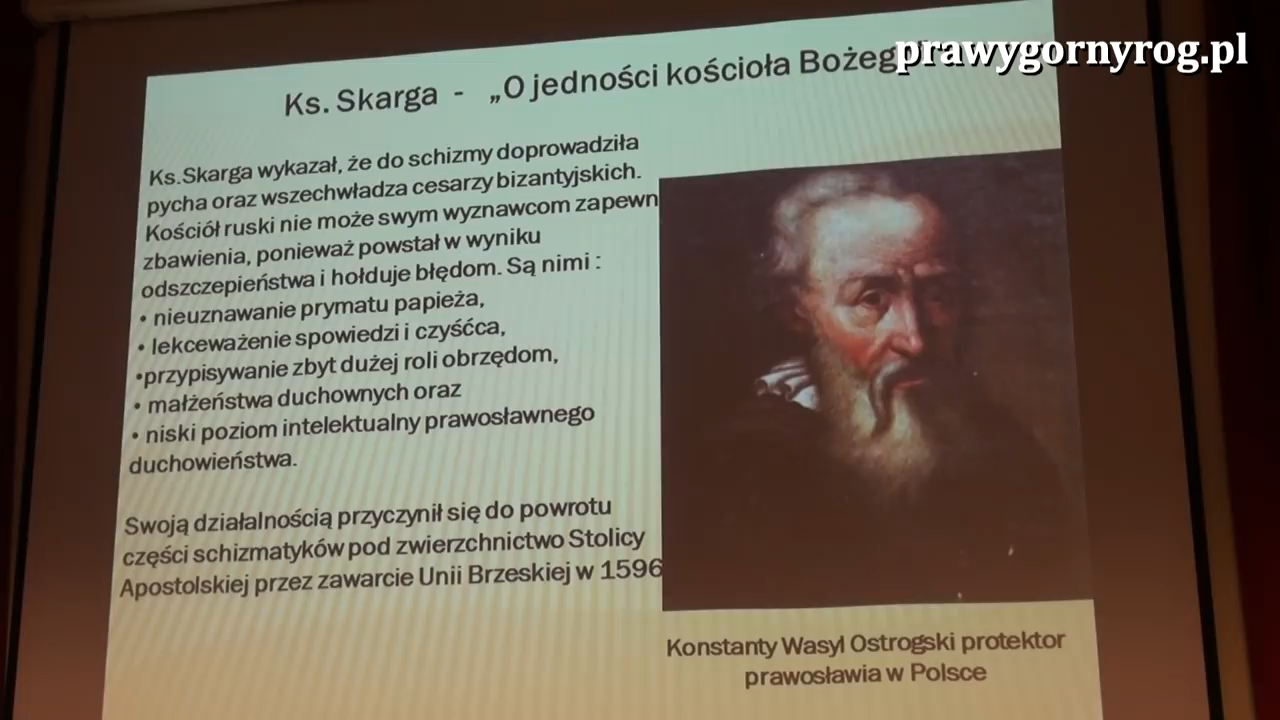 prawygornyrog.pl
Ks. Skarga - „O jedności kościoła
Ks.Skarga wykazał, że do schizmy doprowadziła
pycha oraz wszechwładza cesarzy bizantyjskich.
Kościół ruski nie może swym wyznawcom
zbawienia, ponieważ powstał w wyniku
odszczepieństwa i hołduje błędom. Są nimi :
• nieuznawanie prymatu papieża,
• lekceważenie spowiedzi i czyśćca,
•przypisywanie zbyt dużej roli obrzędom,
• małżeństwa duchownych oraz
• niski poziom intelektualny prawosławnego
duchowieństwa.
Swoją działalnością przyczynił się do powrotu
części schizmatyków pod zwierzchnictwo Stolicy
Apostolskiej przez zawarcie Unii Brzeskiej w 1596
Konstanty Wasyl Ostrogski protektor
prawosławia w Polsce